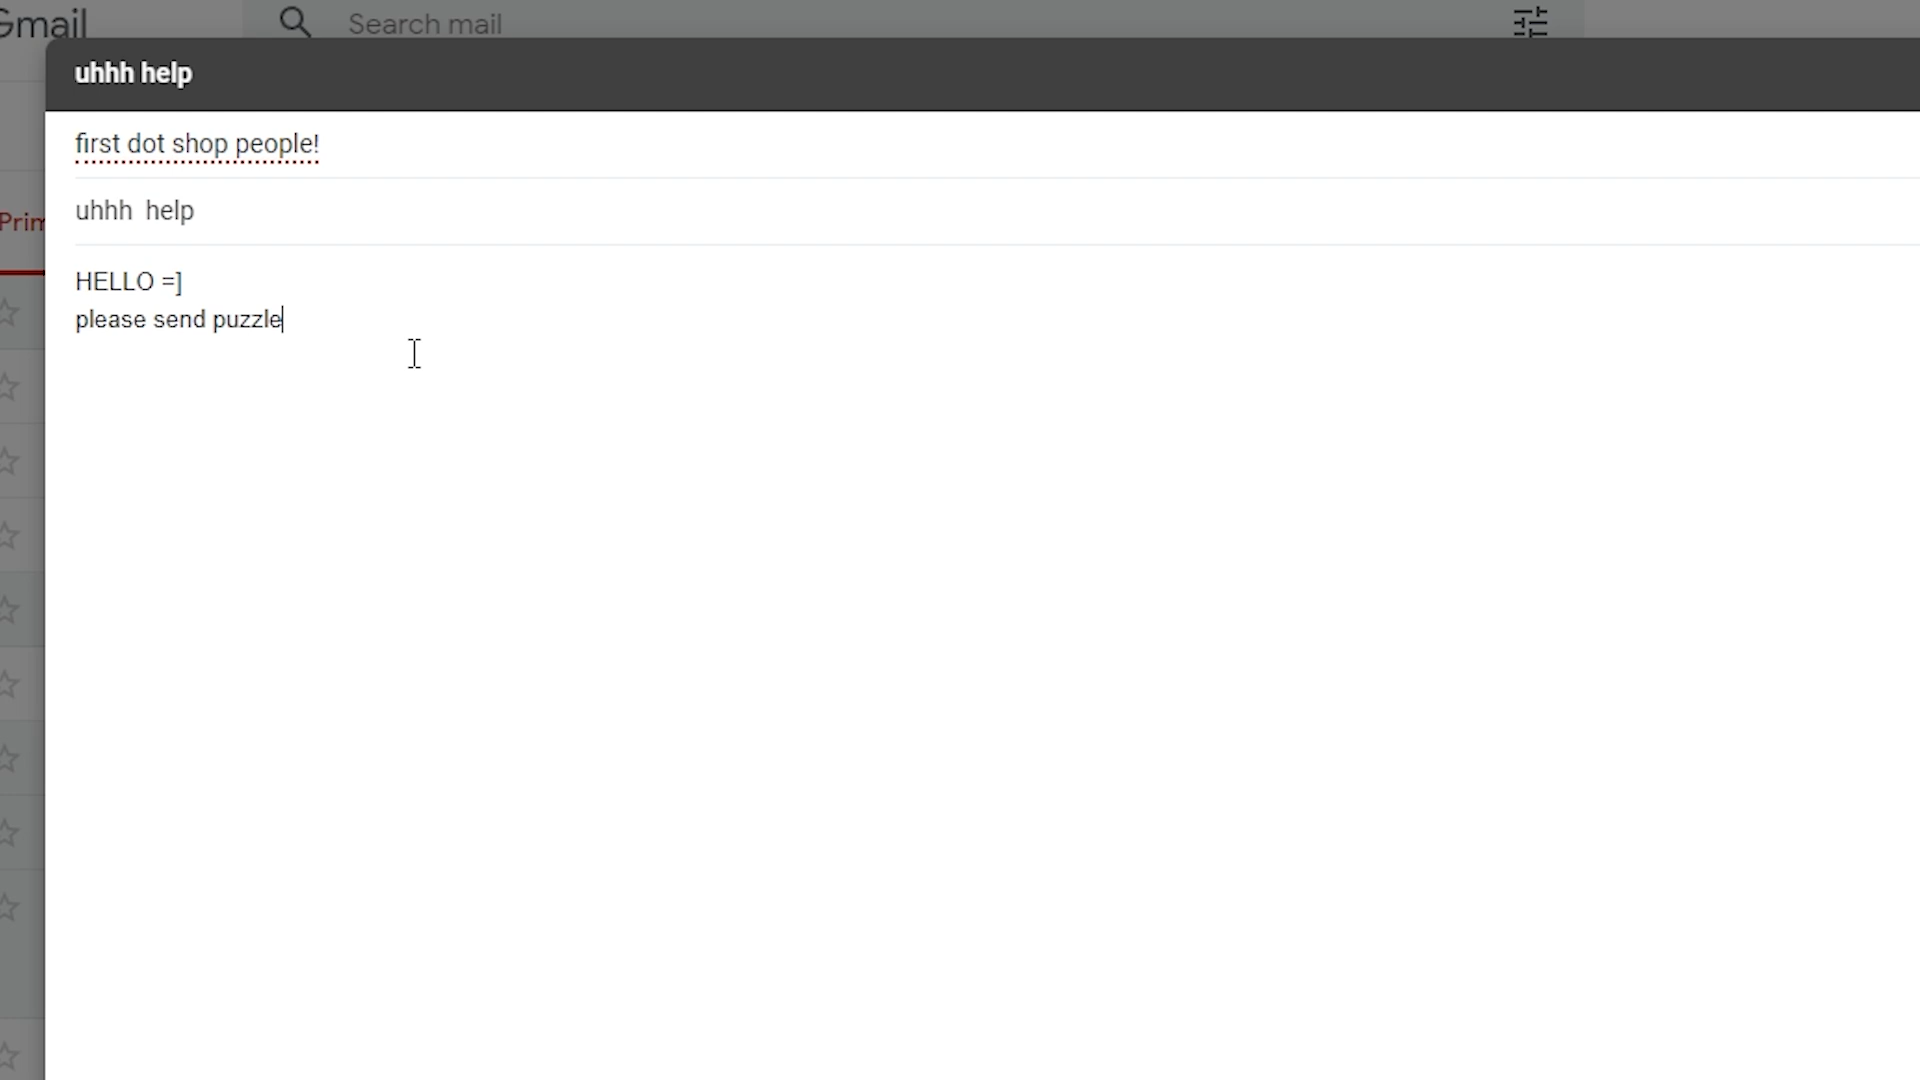 Gmail
Search mail
uhhh help
first dot shop people!
uhhh  help
Prim
HELLO =]
please send puzzle